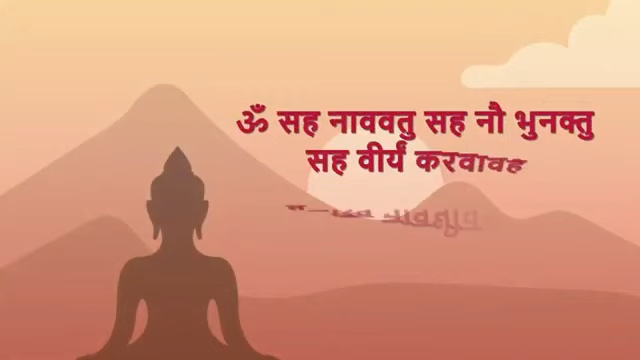 ॐ सह नाववतु सह नौ भुनक्तु
सह वीर्यं करवावह